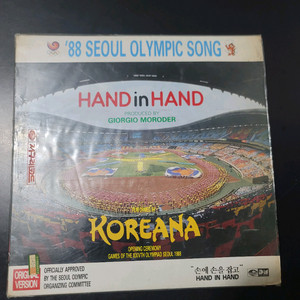 '88 SEOUL OLYMPIC SONG
HAND in HAND
PRODUCED BY
GIORGIO MORODER
KOREANA
OPENING CEREMONY
GAMES OF THE XXIVTH OLYMPIAD SEOUL 1988
ORIGINAL
VERSION
OFFICIALLY APPROVED
BY THE SEOUL OLYMPIC
ORGANIZING COMMITTEE
"손에 손을 잡고"
HAND IN HAND